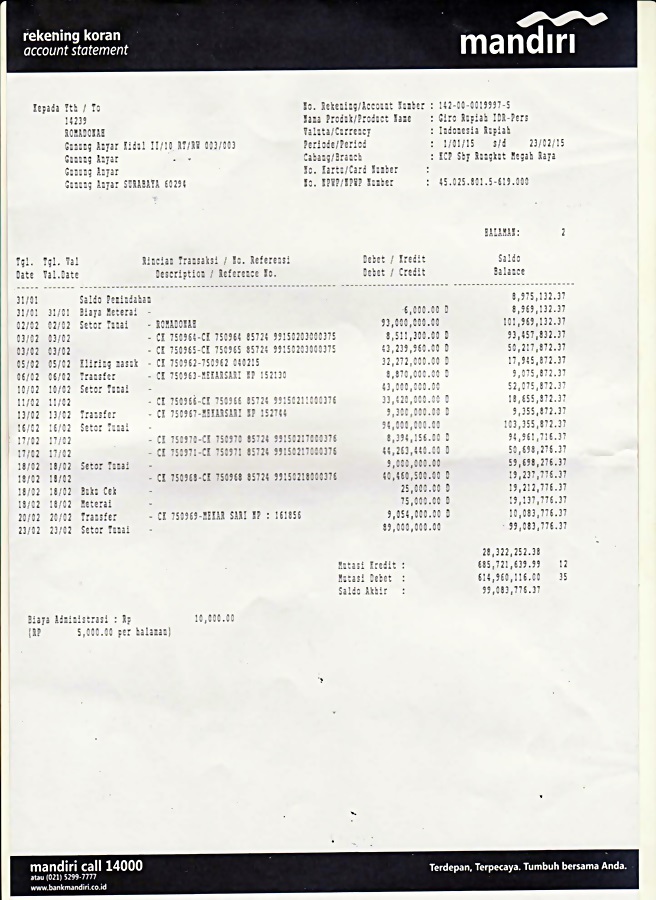 rekening koran
account statement
mandiri
Kepada Yth / To
14239
ROMADONAH
Gunung Anyar Kidul II/10 RT/RW 003/003
Gunung Anyar - -
Gunung Anyar
Gunung Anyar SURABAYA 60294
No. Rekening/Account Number : 142-00-0019997-5
Nama Produk/Product Name : Giro Rupiah IDR-Pers
Valuta/Currency : Indonesia Rupiah
Periode/Period : 1/01/15 s/d 23/02/15
Cabang/Branch : KCP Sby Rungkut Megah Raya
No. Kartu/Card Number :
No. NPWP/NPWP Number : 45.025.801.5-619.000
HALAMAN: 2
Tgl. Tgl. Val Rincian Transaksi / No. Referensi Debet / Kredit Saldo
Date Val.Date Description / Reference No. Debet / Credit Balance
31/01 Saldo Pemindahan 8,975,132.37
31/01 31/01 Biaya Meterai - 6,000.00 D 8,969,132.37
02/02 02/02 Setor Tunai - ROMADONAH 93,000,000.00 101,969,132.37
03/02 03/02 - CK 750964-CK 750964 85724 99150203000375 8,511,300.00 D 93,457,832.37
03/02 03/02 - CK 750965-CK 750965 85724 99150203000375 43,239,960.00 D 50,217,872.37
05/02 05/02 Kliring masuk - CK 750962-750962 040215 32,272,000.00 D 17,945,872.37
06/02 06/02 Transfer - CK 750963-MEKARSARI NP 152130 8,870,000.00 D 9,075,872.37
10/02 10/02 Setor Tunai - 43,000,000.00 52,075,872.37
11/02 11/02 - CK 750966-CK 750966 85724 99150211000376 33,420,000.00 D 18,655,872.37
13/02 13/02 Transfer - CK 750967-MEKARSARI NP 152744 9,300,000.00 D 9,355,872.37
16/02 16/02 Setor Tunai - 94,000,000.00 103,355,872.37
17/02 17/02 - CK 750970-CK 750970 85724 99150217000376 8,394,156.00 D 94,961,716.37
17/02 17/02 - CK 750971-CK 750971 85724 99150217000376 44,263,440.00 D 50,698,276.37
18/02 18/02 Setor Tunai - 9,000,000.00 59,698,276.37
18/02 18/02 - CK 750968-CK 750968 85724 99150218000376 40,460,500.00 D 19,237,776.37
18/02 18/02 Buku Cek - 25,000.00 D 19,212,776.37
18/02 18/02 Meterai - 75,000.00 D 19,137,776.37
20/02 20/02 Transfer - CK 750969-MEKAR SARI NP : 161856 9,054,000.00 D 10,083,776.37
23/02 23/02 Setor Tunai - 89,000,000.00 99,083,776.37
28,322,252.38
Mutasi Kredit : 685,721,639.99 12
Mutasi Debet : 614,960,116.00 35
Saldo Akhir : 99,083,776.37
Biaya Administrasi : Rp 10,000.00
(RP 5,000.00 per halaman)
mandiri call 14000
atau (021) 5299-7777
www.bankmandiri.co.id
Terdepan, Terpecaya. Tumbuh bersama Anda.